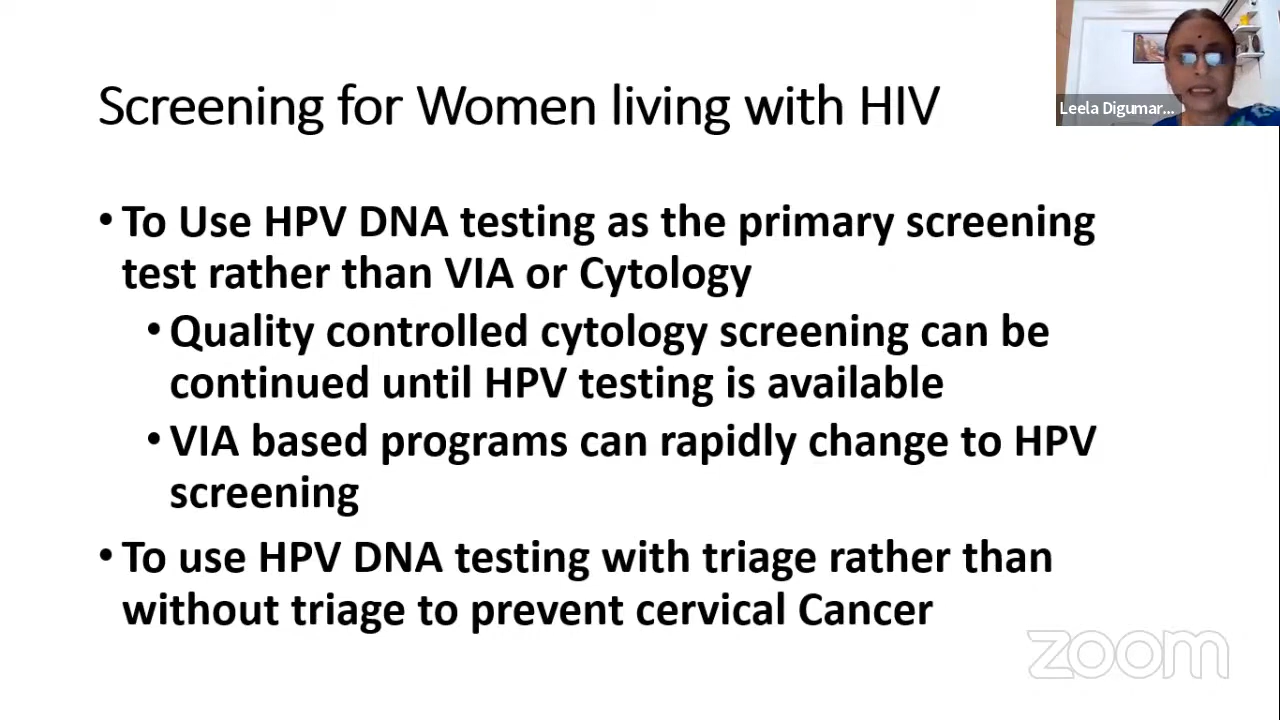 Screening for Women living with HIV
Leela Digumar...
• To Use HPV DNA testing as the primary screening
test rather than VIA or Cytology
• Quality controlled cytology screening can be
continued until HPV testing is available
• VIA based programs can rapidly change to HPV
screening
• To use HPV DNA testing with triage rather than
without triage to prevent cervical Cancer
zoom